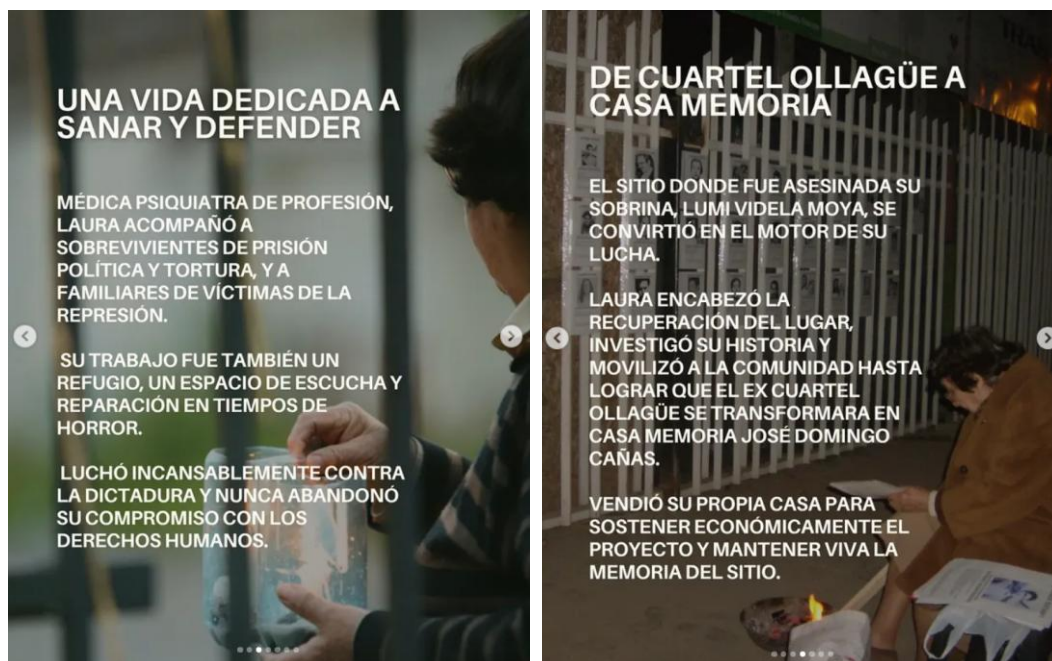 UNA VIDA DEDICADA A
SANAR Y DEFENDER
MÉDICA PSIQUIATRA DE PROFESIÓN,
LAURA ACOMPAÑÓ A
SOBREVIVIENTES DE PRISIÓN
POLÍTICA Y TORTURA, Y A
FAMILIARES DE VÍCTIMAS DE LA
REPRESIÓN.
SU TRABAJO FUE TAMBIÉN UN
REFUGIO, UN ESPACIO DE ESCUCHA Y
REPARACIÓN EN TIEMPOS DE
HORROR.
LUCHÓ INCANSABLEMENTE CONTRA
LA DICTADURA Y NUNCA ABANDONÓ
SU COMPROMISO CON LOS
DERECHOS HUMANOS.
DE CUARTEL OLLAGÜE A
CASA MEMORIA
EL SITIO DONDE FUE ASESINADA SU
SOBRINA, LUMI VIDELA MOYA, SE
CONVIRTIÓ EN EL MOTOR DE SU
LUCHA.
LAURA ENCABEZÓ LA
RECUPERACIÓN DEL LUGAR,
INVESTIGÓ SU HISTORIA Y
MOVILIZÓ A LA COMUNIDAD HASTA
LOGRAR QUE EL EX CUARTEL
OLLAGÜE SE TRANSFORMARA EN
CASA MEMORIA JOSÉ DOMINGO
CAÑAS.
VENDIÓ SU PROPIA CASA PARA
SOSTENER ECONÓMICAMENTE EL
PROYECTO Y MANTENER VIVA LA
MEMORIA DEL SITIO.